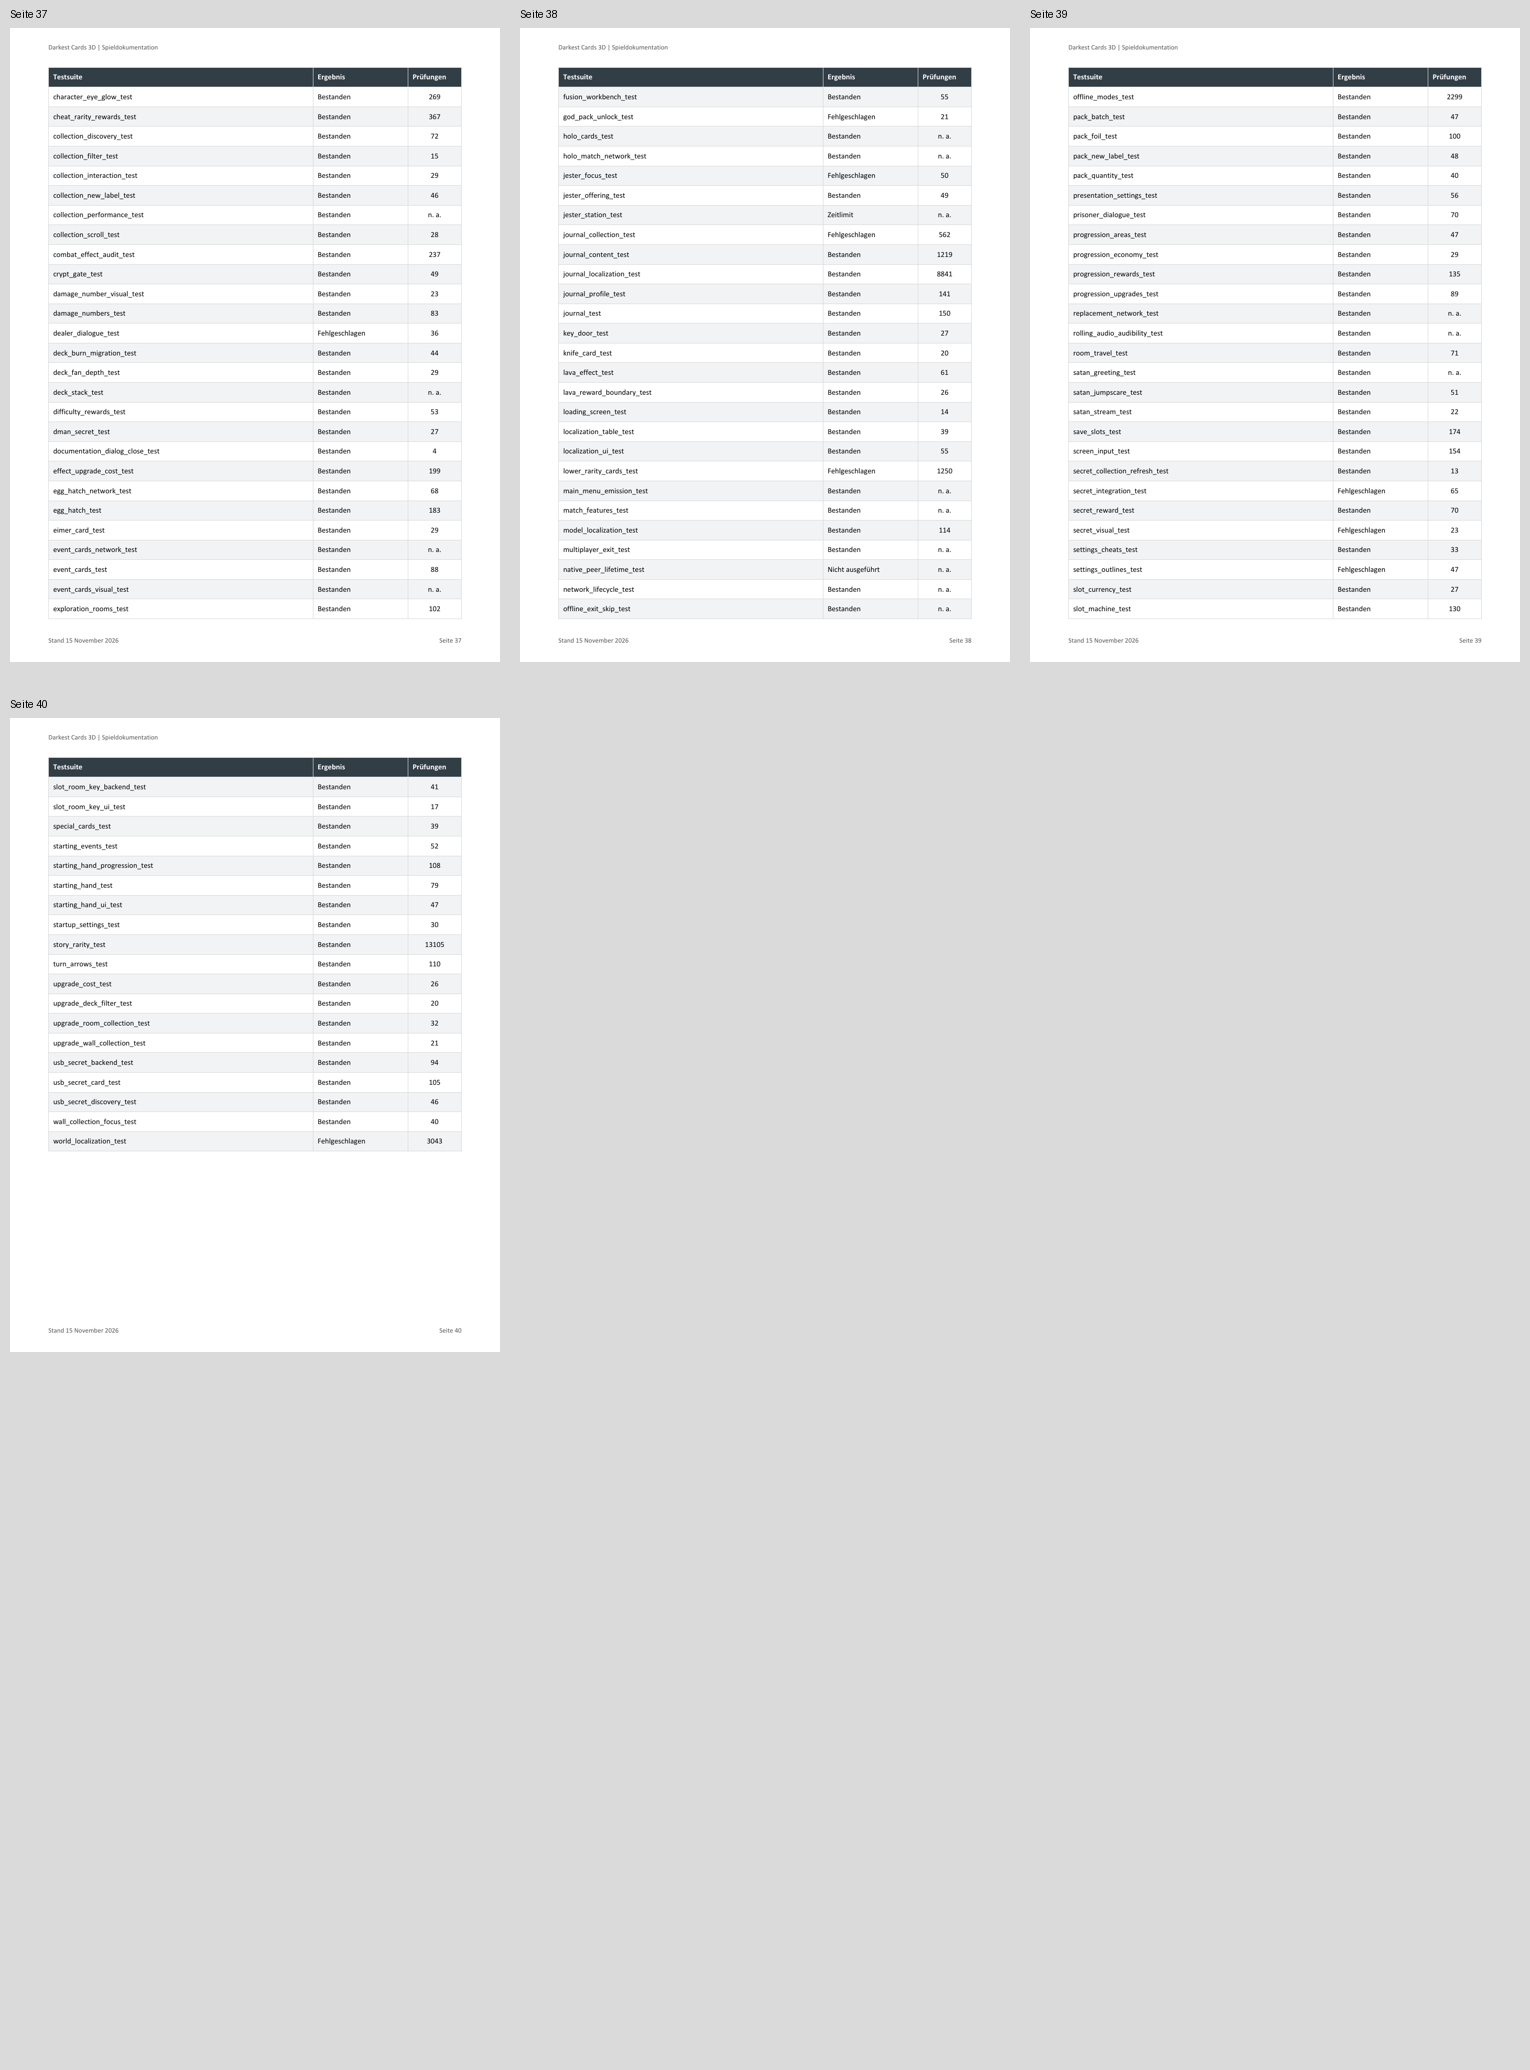 Seite 37
Darkest Cards 3D | Spieldokumentation
Testsuite Ergebnis Prüfungen
character_eye_glow_test Bestanden 269
cheat_rarity_rewards_test Bestanden 367
collection_discovery_test Bestanden 72
collection_filter_test Bestanden 15
collection_interaction_test Bestanden 29
collection_new_label_test Bestanden 46
collection_performance_test Bestanden n. a.
collection_scroll_test Bestanden 28
combat_effect_audit_test Bestanden 237
crypt_gate_test Bestanden 49
damage_number_visual_test Bestanden 23
damage_numbers_test Bestanden 83
dealer_dialogue_test Fehlgeschlagen 36
deck_burn_migration_test Bestanden 44
deck_fan_depth_test Bestanden 29
deck_stack_test Bestanden n. a.
difficulty_rewards_test Bestanden 53
dman_secret_test Bestanden 27
documentation_dialog_close_test Bestanden 4
effect_upgrade_cost_test Bestanden 199
egg_hatch_network_test Bestanden 68
egg_hatch_test Bestanden 183
eimer_card_test Bestanden 29
event_cards_network_test Bestanden n. a.
event_cards_test Bestanden 88
event_cards_visual_test Bestanden n. a.
exploration_rooms_test Bestanden 102
Stand 15 November 2026 Seite 37
Seite 38
Darkest Cards 3D | Spieldokumentation
Testsuite Ergebnis Prüfungen
fusion_workbench_test Bestanden 55
god_pack_unlock_test Fehlgeschlagen 21
holo_cards_test Bestanden n. a.
holo_match_network_test Bestanden n. a.
jester_focus_test Fehlgeschlagen 50
jester_offering_test Bestanden 49
jester_station_test Zeitlimit n. a.
journal_collection_test Fehlgeschlagen 562
journal_content_test Bestanden 1219
journal_localization_test Bestanden 8841
journal_profile_test Bestanden 141
journal_test Bestanden 150
key_door_test Bestanden 27
knife_card_test Bestanden 20
lava_effect_test Bestanden 61
lava_reward_boundary_test Bestanden 26
loading_screen_test Bestanden 14
localization_table_test Bestanden 39
localization_ui_test Bestanden 55
lower_rarity_cards_test Fehlgeschlagen 1250
main_menu_emission_test Bestanden n. a.
match_features_test Bestanden n. a.
model_localization_test Bestanden 114
multiplayer_exit_test Bestanden n. a.
native_peer_lifetime_test Nicht ausgeführt n. a.
network_lifecycle_test Bestanden n. a.
offline_exit_skip_test Bestanden n. a.
Stand 15 November 2026 Seite 38
Seite 39
Darkest Cards 3D | Spieldokumentation
Testsuite Ergebnis Prüfungen
offline_modes_test Bestanden 2299
pack_batch_test Bestanden 47
pack_foil_test Bestanden 100
pack_new_label_test Bestanden 48
pack_quantity_test Bestanden 40
presentation_settings_test Bestanden 56
prisoner_dialogue_test Bestanden 70
progression_areas_test Bestanden 47
progression_economy_test Bestanden 29
progression_rewards_test Bestanden 135
progression_upgrades_test Bestanden 89
replacement_network_test Bestanden n. a.
rolling_audio_audibility_test Bestanden n. a.
room_travel_test Bestanden 71
satan_greeting_test Bestanden n. a.
satan_jumpscare_test Bestanden 51
satan_stream_test Bestanden 22
save_slots_test Bestanden 174
screen_input_test Bestanden 154
secret_collection_refresh_test Bestanden 13
secret_integration_test Fehlgeschlagen 65
secret_reward_test Bestanden 70
secret_visual_test Fehlgeschlagen 23
settings_cheats_test Bestanden 33
settings_outlines_test Fehlgeschlagen 47
slot_currency_test Bestanden 27
slot_machine_test Bestanden 130
Stand 15 November 2026 Seite 39
Seite 40
Darkest Cards 3D | Spieldokumentation
Testsuite Ergebnis Prüfungen
slot_room_key_backend_test Bestanden 41
slot_room_key_ui_test Bestanden 17
special_cards_test Bestanden 39
starting_events_test Bestanden 52
starting_hand_progression_test Bestanden 108
starting_hand_test Bestanden 79
starting_hand_ui_test Bestanden 47
startup_settings_test Bestanden 30
story_rarity_test Bestanden 13105
turn_arrows_test Bestanden 110
upgrade_cost_test Bestanden 26
upgrade_deck_filter_test Bestanden 20
upgrade_room_collection_test Bestanden 32
upgrade_wall_collection_test Bestanden 21
usb_secret_backend_test Bestanden 94
usb_secret_card_test Bestanden 105
usb_secret_discovery_test Bestanden 46
wall_collection_focus_test Bestanden 40
world_localization_test Fehlgeschlagen 3043
Stand 15 November 2026 Seite 40